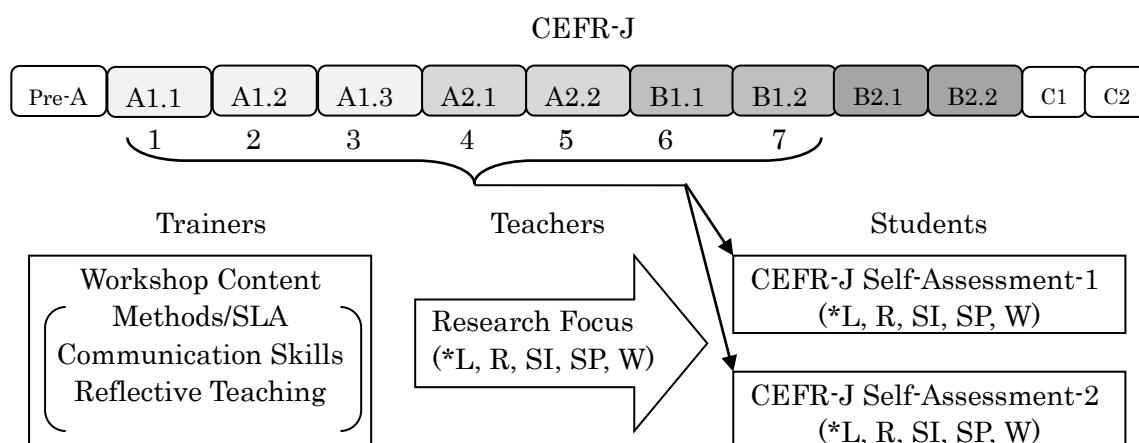 CEFR-J
Pre-A A1.1 A1.2 A1.3 A2.1 A2.2 B1.1 B1.2 B2.1 B2.2 C1 C2
1 2 3 4 5 6 7
Trainers Teachers Students
Workshop Content
Methods/SLA
Communication Skills
Reflective Teaching
Research Focus
(*L, R, SI, SP, W)
CEFR-J Self-Assessment-1
(*L, R, SI, SP, W)
CEFR-J Self-Assessment-2
(*L, R, SI, SP, W)